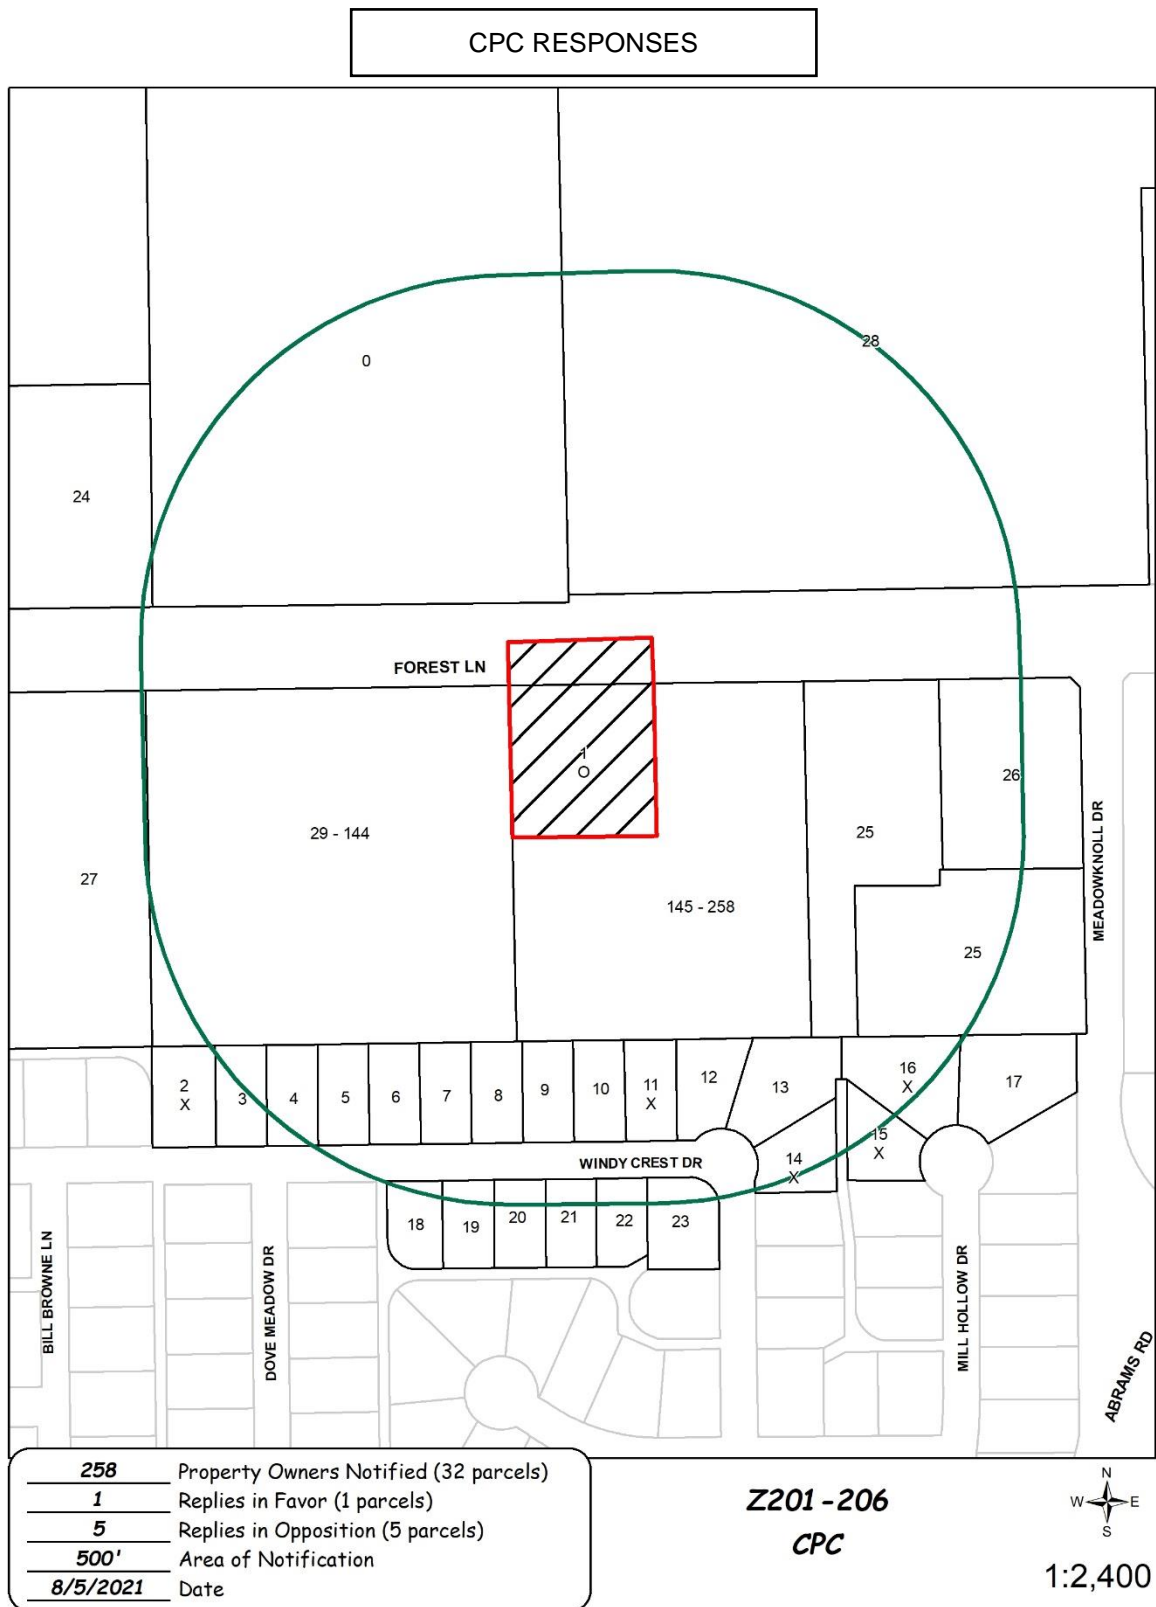 CPC RESPONSES
0
28
24
FOREST LN
1
O
26
29 - 144
25
27
145 - 258
25
MEADOWKNOLL DR
2
X
3
4
5
6
7
8
9
10
11
X
12
13
16
X
17
14
X
15
X
WINDY CREST DR
18
19
20
21
22
23
BILL BROWNE LN
DOVE MEADOW DR
MILL HOLLOW DR
ABRAMS RD
258 Property Owners Notified (32 parcels)
1 Replies in Favor (1 parcels)
5 Replies in Opposition (5 parcels)
500' Area of Notification
8/5/2021 Date
Z201-206
CPC
N
W E
S
1:2,400